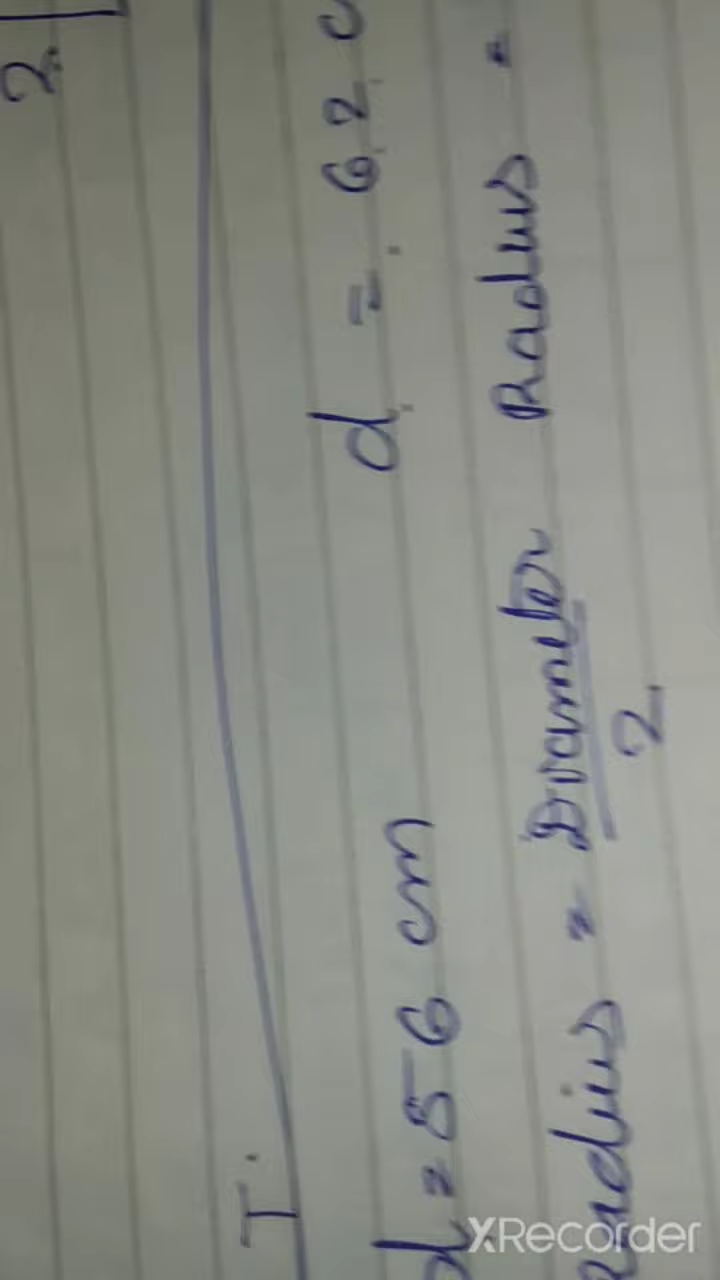 2.
I.
d = 56 cm d = 62 c
Radius = Diameter Radius =
2
XRecorder